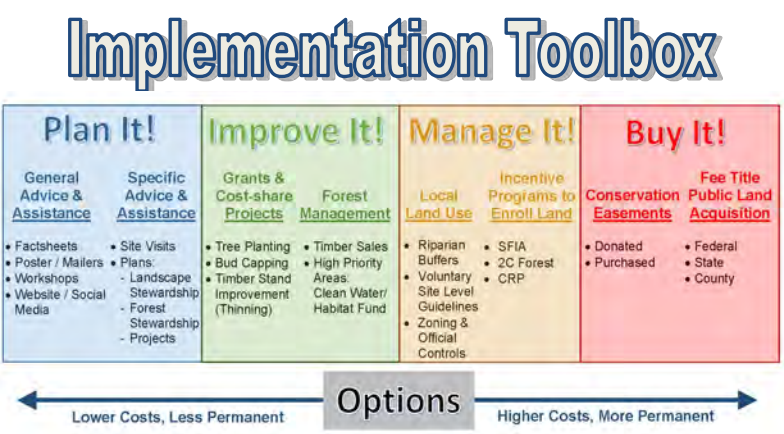 Implementation Toolbox
Plan It!
General
Advice &
Assistance
• Factsheets
• Poster / Mailers
• Workshops
• Website / Social
Media
Specific
Advice &
Assistance
• Site Visits
• Plans:
- Landscape
Stewardship
- Forest
Stewardship
- Projects
Improve It!
Grants &
Cost-share
Projects
• Tree Planting
• Bud Capping
• Timber Stand
Improvement
(Thinning)
Forest
Management
• Timber Sales
• High Priority
Areas:
Clean Water/
Habitat Fund
Manage It!
Local
Land Use
• Riparian
Buffers
• Voluntary
Site Level
Guidelines
• Zoning &
Official
Controls
Incentive
Programs to
Enroll Land
• SFIA
• 2C Forest
• CRP
Buy It!
Conservation
Easements
• Donated
• Purchased
Fee Title
Public Land
Acquisition
• Federal
• State
• County
Options
Lower Costs, Less Permanent
Higher Costs, More Permanent